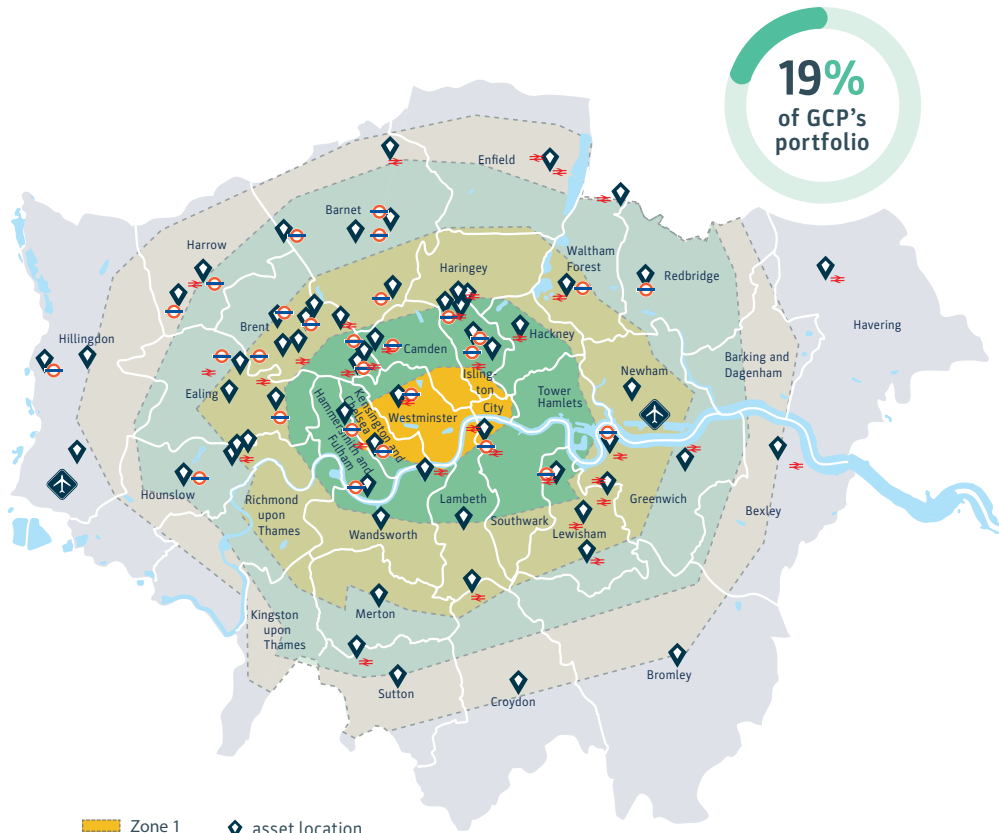 19%
of GCP's
portfolio
Enfield
Barnet
Harrow
Haringey
Waltham
Forest
Redbridge
Havering
Hillingdon
Brent
Camden
Hackney
Barking and
Dagenham
Newham
Ealing
Isling-
ton
Tower
Hamlets
City
Westminster
Kensington and
Chelsea
Hammersmith and
Fulham
Hounslow
Richmond
upon
Thames
Lambeth
Southwark
Greenwich
Bexley
Wandsworth
Lewisham
Merton
Kingston
upon
Thames
Sutton
Croydon
Bromley
Zone 1
asset location